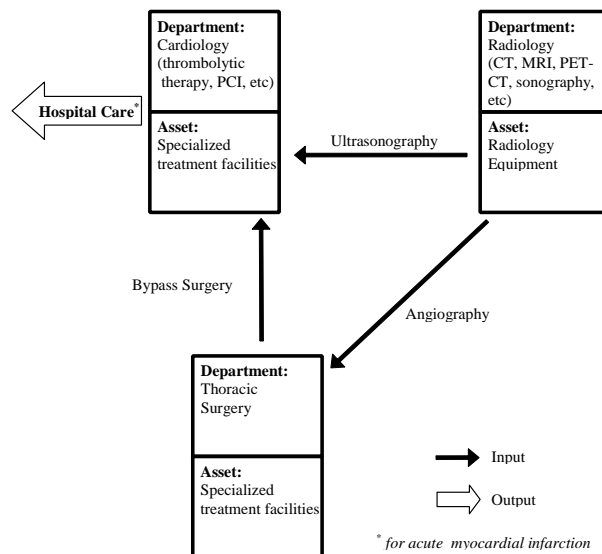 Department:
Cardiology
(thrombolytic
therapy, PCI, etc)
Asset:
Specialized
treatment facilities
Hospital Care*
Department:
Radiology
(CT, MRI, PET-
CT, sonography,
etc)
Asset:
Radiology
Equipment
Ultrasonography
Bypass Surgery
Angiography
Department:
Thoracic
Surgery
Asset:
Specialized
treatment facilities
Input
Output
* for acute myocardial infarction